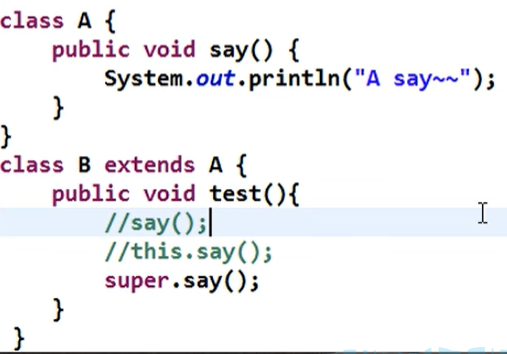 class A {
    public void say() {
        System.out.println("A say~~");
    }
}
class B extends A {
    public void test(){
        //say();
        //this.say();
        super.say();
    }
}